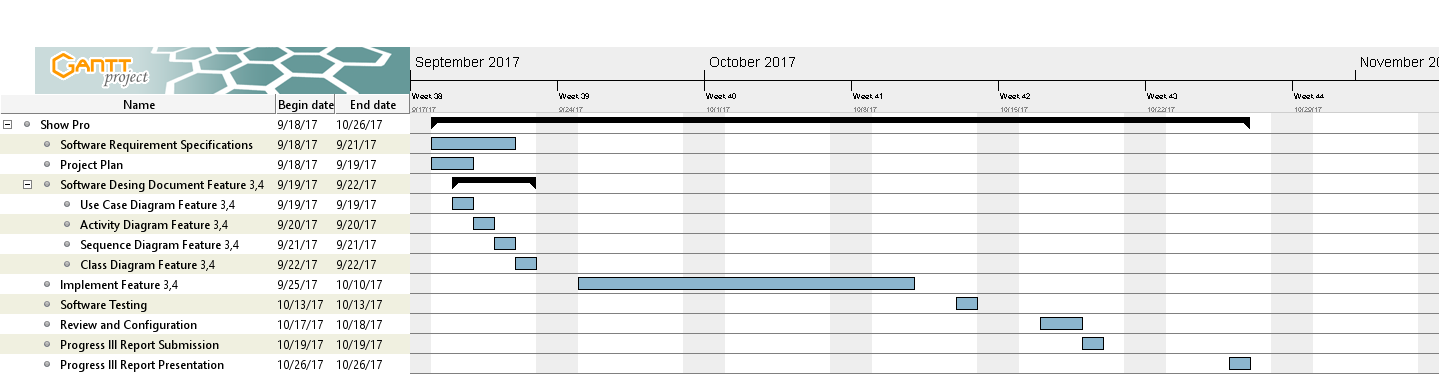 GANTT project
September 2017 October 2017 November 20
Name Begin date End date Week 38 Week 39 Week 40 Week 41 Week 42 Week 43 Week 44
9/17/17 9/24/17 10/1/17 10/8/17 10/15/17 10/22/17 10/29/17
Show Pro 9/18/17 10/26/17
Software Requirement Specifications 9/18/17 9/21/17
Project Plan 9/18/17 9/19/17
Software Desing Document Feature 3,4 9/19/17 9/22/17
Use Case Diagram Feature 3,4 9/19/17 9/19/17
Activity Diagram Feature 3,4 9/20/17 9/20/17
Sequence Diagram Feature 3,4 9/21/17 9/21/17
Class Diagram Feature 3,4 9/22/17 9/22/17
Implement Feature 3,4 9/25/17 10/10/17
Software Testing 10/13/17 10/13/17
Review and Configuration 10/17/17 10/18/17
Progress III Report Submission 10/19/17 10/19/17
Progress III Report Presentation 10/26/17 10/26/17